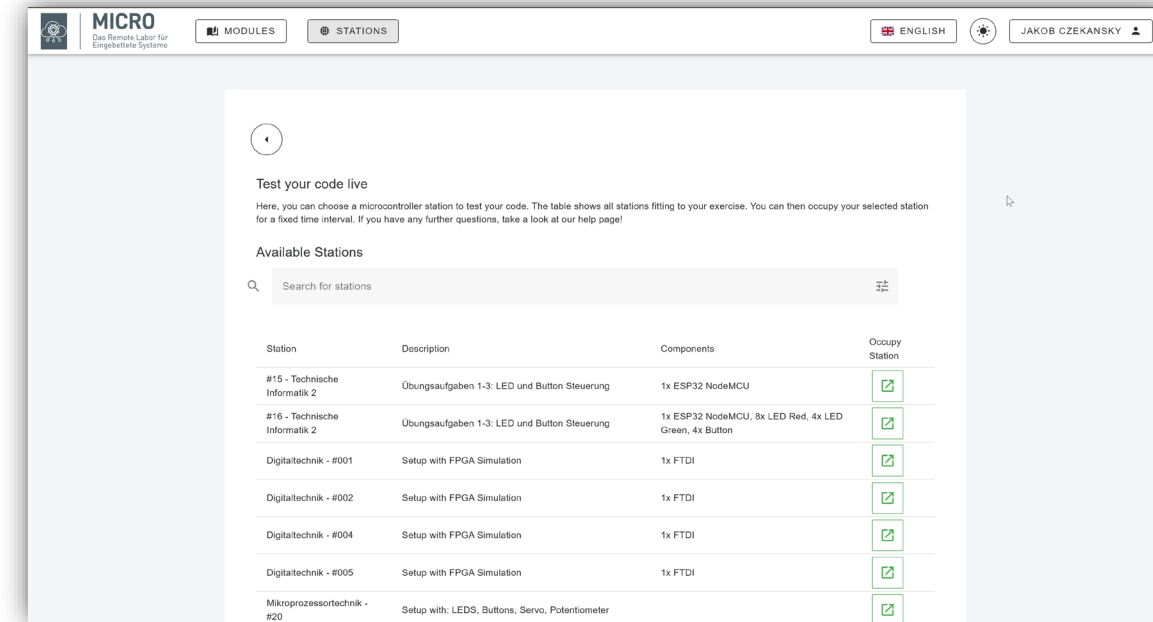 MICRO
Das Remote Labor für
Eingebettete Systeme
MODULES
STATIONS
ENGLISH
JAKOB CZEKANSKY
Test your code live
Here, you can choose a microcontroller station to test your code. The table shows all stations fitting to your exercise. You can then occupy your selected station
for a fixed time interval. If you have any further questions, take a look at our help page!
Available Stations
Search for stations
Station Description Components Occupy
Station
#15 - Technische
Informatik 2 Übungsaufgaben 1-3: LED und Button Steuerung 1x ESP32 NodeMCU
#16 - Technische
Informatik 2 Übungsaufgaben 1-3: LED und Button Steuerung 1x ESP32 NodeMCU, 8x LED Red, 4x LED
Green, 4x Button
Digitaltechnik - #001 Setup with FPGA Simulation 1x FTDI
Digitaltechnik - #002 Setup with FPGA Simulation 1x FTDI
Digitaltechnik - #004 Setup with FPGA Simulation 1x FTDI
Digitaltechnik - #005 Setup with FPGA Simulation 1x FTDI
Mikroprozessortechnik -
#20 Setup with: LEDS, Buttons, Servo, Potentiometer